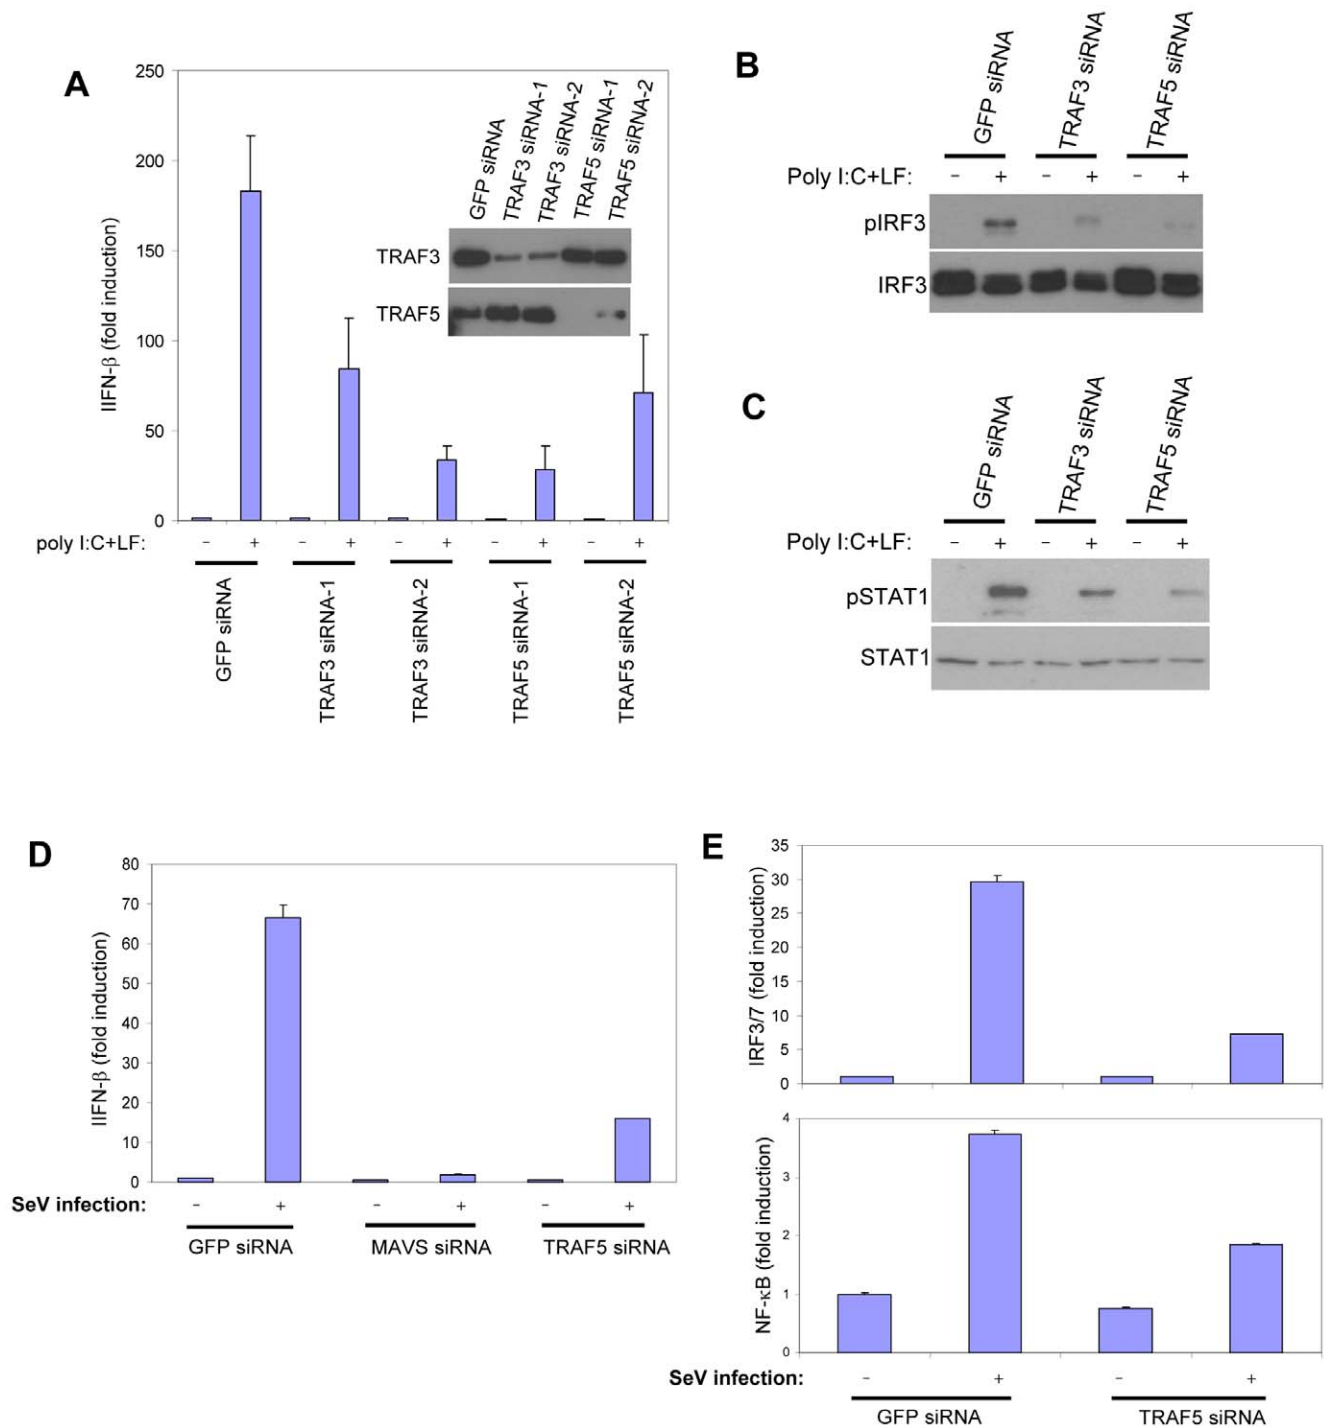 A
250
200
150
100
50
0
IIFN-β (fold induction)
GFP siRNA
TRAF3 siRNA-1
TRAF3 siRNA-2
TRAF5 siRNA-1
TRAF5 siRNA-2
TRAF3
TRAF5
poly I:C+LF: − + − + − + − + − +
GFP siRNA
TRAF3 siRNA-1
TRAF3 siRNA-2
TRAF5 siRNA-1
TRAF5 siRNA-2
B
GFP siRNA
TRAF3 siRNA
TRAF5 siRNA
Poly I:C+LF: − + − + − +
pIRF3
IRF3
C
GFP siRNA
TRAF3 siRNA
TRAF5 siRNA
Poly I:C+LF: − + − + − +
pSTAT1
STAT1
D
80
70
60
50
40
30
20
10
0
IIFN-β (fold induction)
SeV infection: − + − + − +
GFP siRNA MAVS siRNA TRAF5 siRNA
E
35
30
25
20
15
10
5
0
IRF3/7 (fold induction)
4
3
2
1
0
NF-κB (fold induction)
SeV infection: − + − +
GFP siRNA TRAF5 siRNA